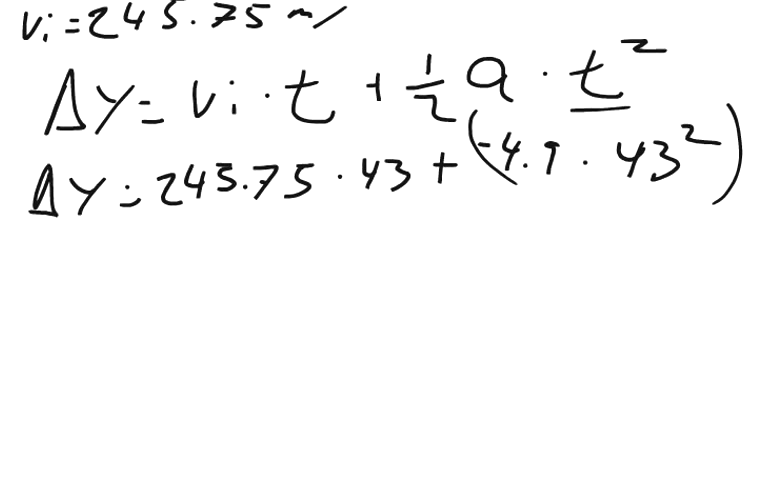 Vi = 245.75 m/
ΔY = Vi · t + 1/2 a · t²
ΔY = 245.75 · 43 + (-4.9 · 43²)